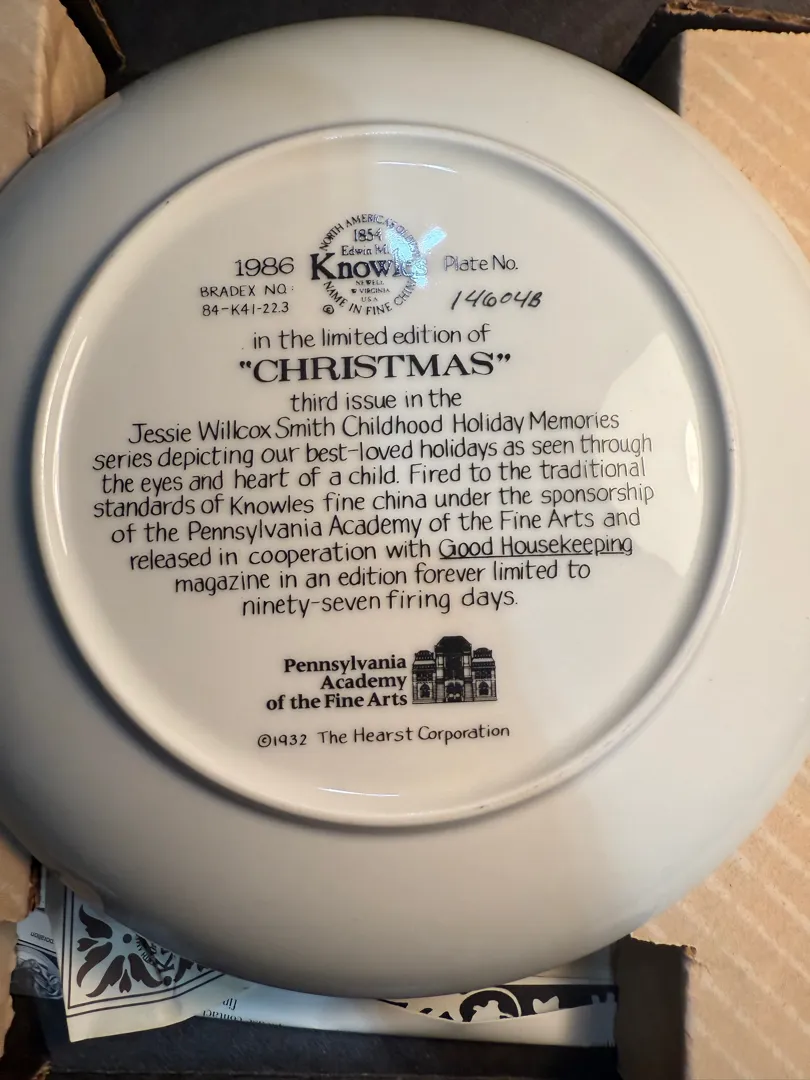 NORTH AMERICA'S
1854
Edwin M.
Knowles
NEWELL
W VIRGINIA
U.S.A
NAME IN FINE CHINA
©
1986
BRADEX NO.:
84-K41-22.3
Plate No.
14604B
in the limited edition of
"CHRISTMAS"
third issue in the
Jessie Willcox Smith Childhood Holiday Memories
series depicting our best-loved holidays as seen through
the eyes and heart of a child. Fired to the traditional
standards of Knowles fine china under the sponsorship
of the Pennsylvania Academy of the Fine Arts and
released in cooperation with Good Housekeeping
magazine in an edition forever limited to
ninety-seven firing days.
Pennsylvania
Academy
of the Fine Arts
©1932 The Hearst Corporation